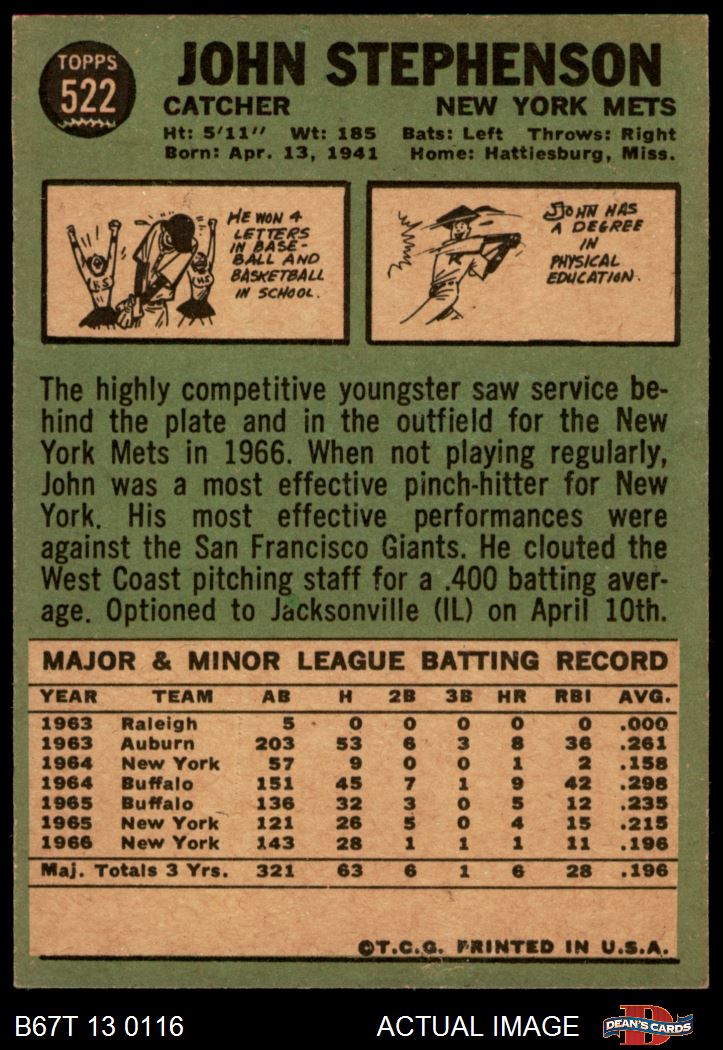 TOPPS
522
JOHN STEPHENSON
CATCHER NEW YORK METS
Ht: 5'11" Wt: 185 Bats: Left Throws: Right
Born: Apr. 13, 1941 Home: Hattiesburg, Miss.
HE WON 4
LETTERS
IN BASE-
BALL AND
BASKETBALL
IN SCHOOL.
JOHN HAS
A DEGREE
IN
PHYSICAL
EDUCATION.
The highly competitive youngster saw service be-
hind the plate and in the outfield for the New
York Mets in 1966. When not playing regularly,
John was a most effective pinch-hitter for New
York. His most effective performances were
against the San Francisco Giants. He clouted the
West Coast pitching staff for a .400 batting aver-
age. Optioned to Jacksonville (IL) on April 10th.
MAJOR & MINOR LEAGUE BATTING RECORD
YEAR TEAM AB H 2B 3B HR RBI AVG.
1963 Raleigh 5 0 0 0 0 0 .000
1963 Auburn 203 53 6 3 8 36 .261
1964 New York 57 9 0 0 1 2 .158
1964 Buffalo 151 45 7 1 9 42 .298
1965 Buffalo 136 32 3 0 5 12 .235
1965 New York 121 26 5 0 4 15 .215
1966 New York 143 28 1 1 1 11 .196
Maj. Totals 3 Yrs. 321 63 6 1 6 28 .196
©T.C.G. PRINTED IN U.S.A.
B67T 13 0116 ACTUAL IMAGE D DEAN'S CARDS